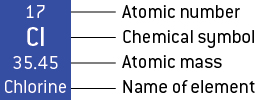 17 Atomic number
Cl Chemical symbol
35.45 Atomic mass
Chlorine Name of element